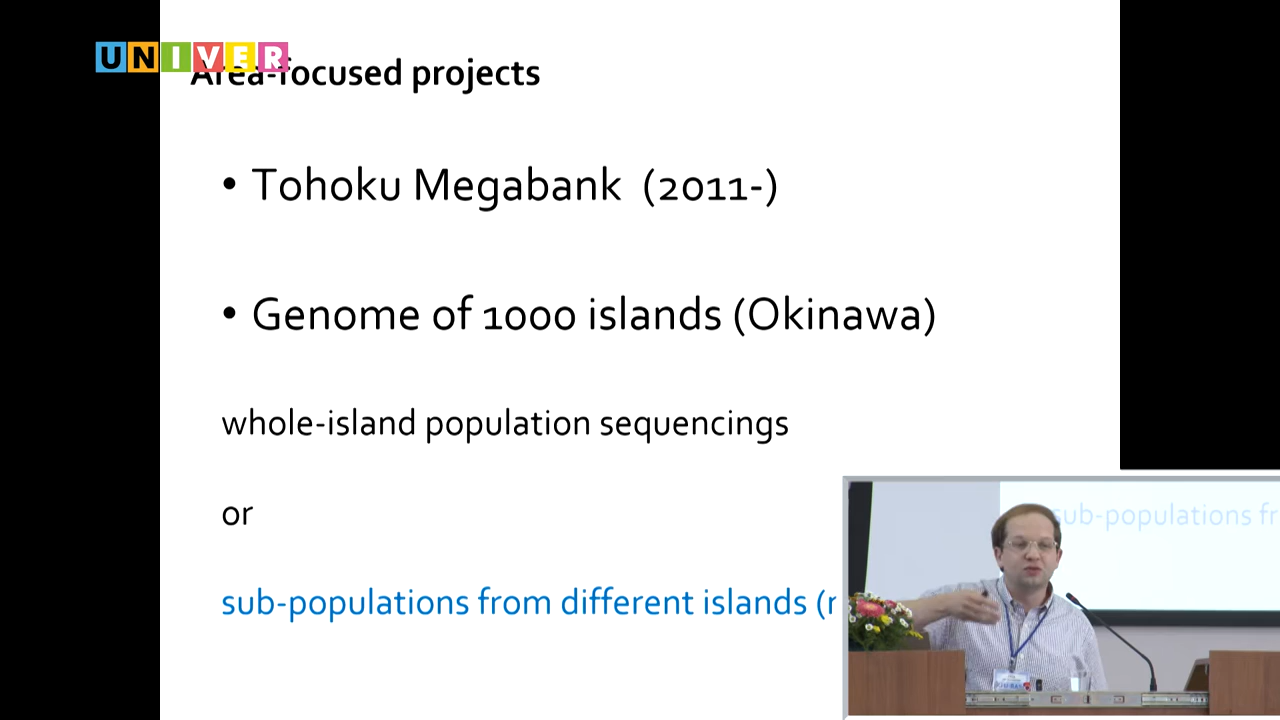 UNIVER
Area-focused projects
• Tohoku Megabank (2011-)
• Genome of 1000 islands (Okinawa)
whole-island population sequencings
or
sub-populations from different islands (r
sub-populations fr